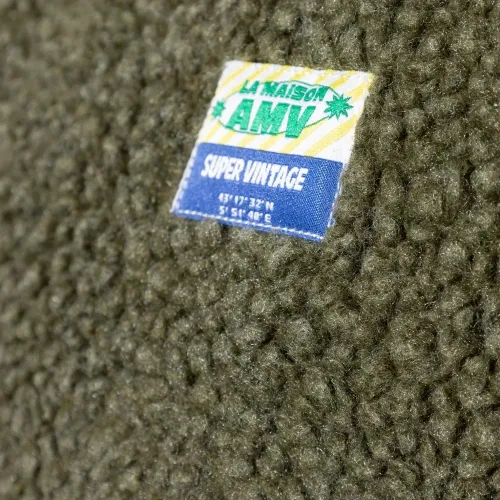 LA MAISON
AMV
SUPER VINTAGE
43° 17' 32" N
5° 51' 48" E